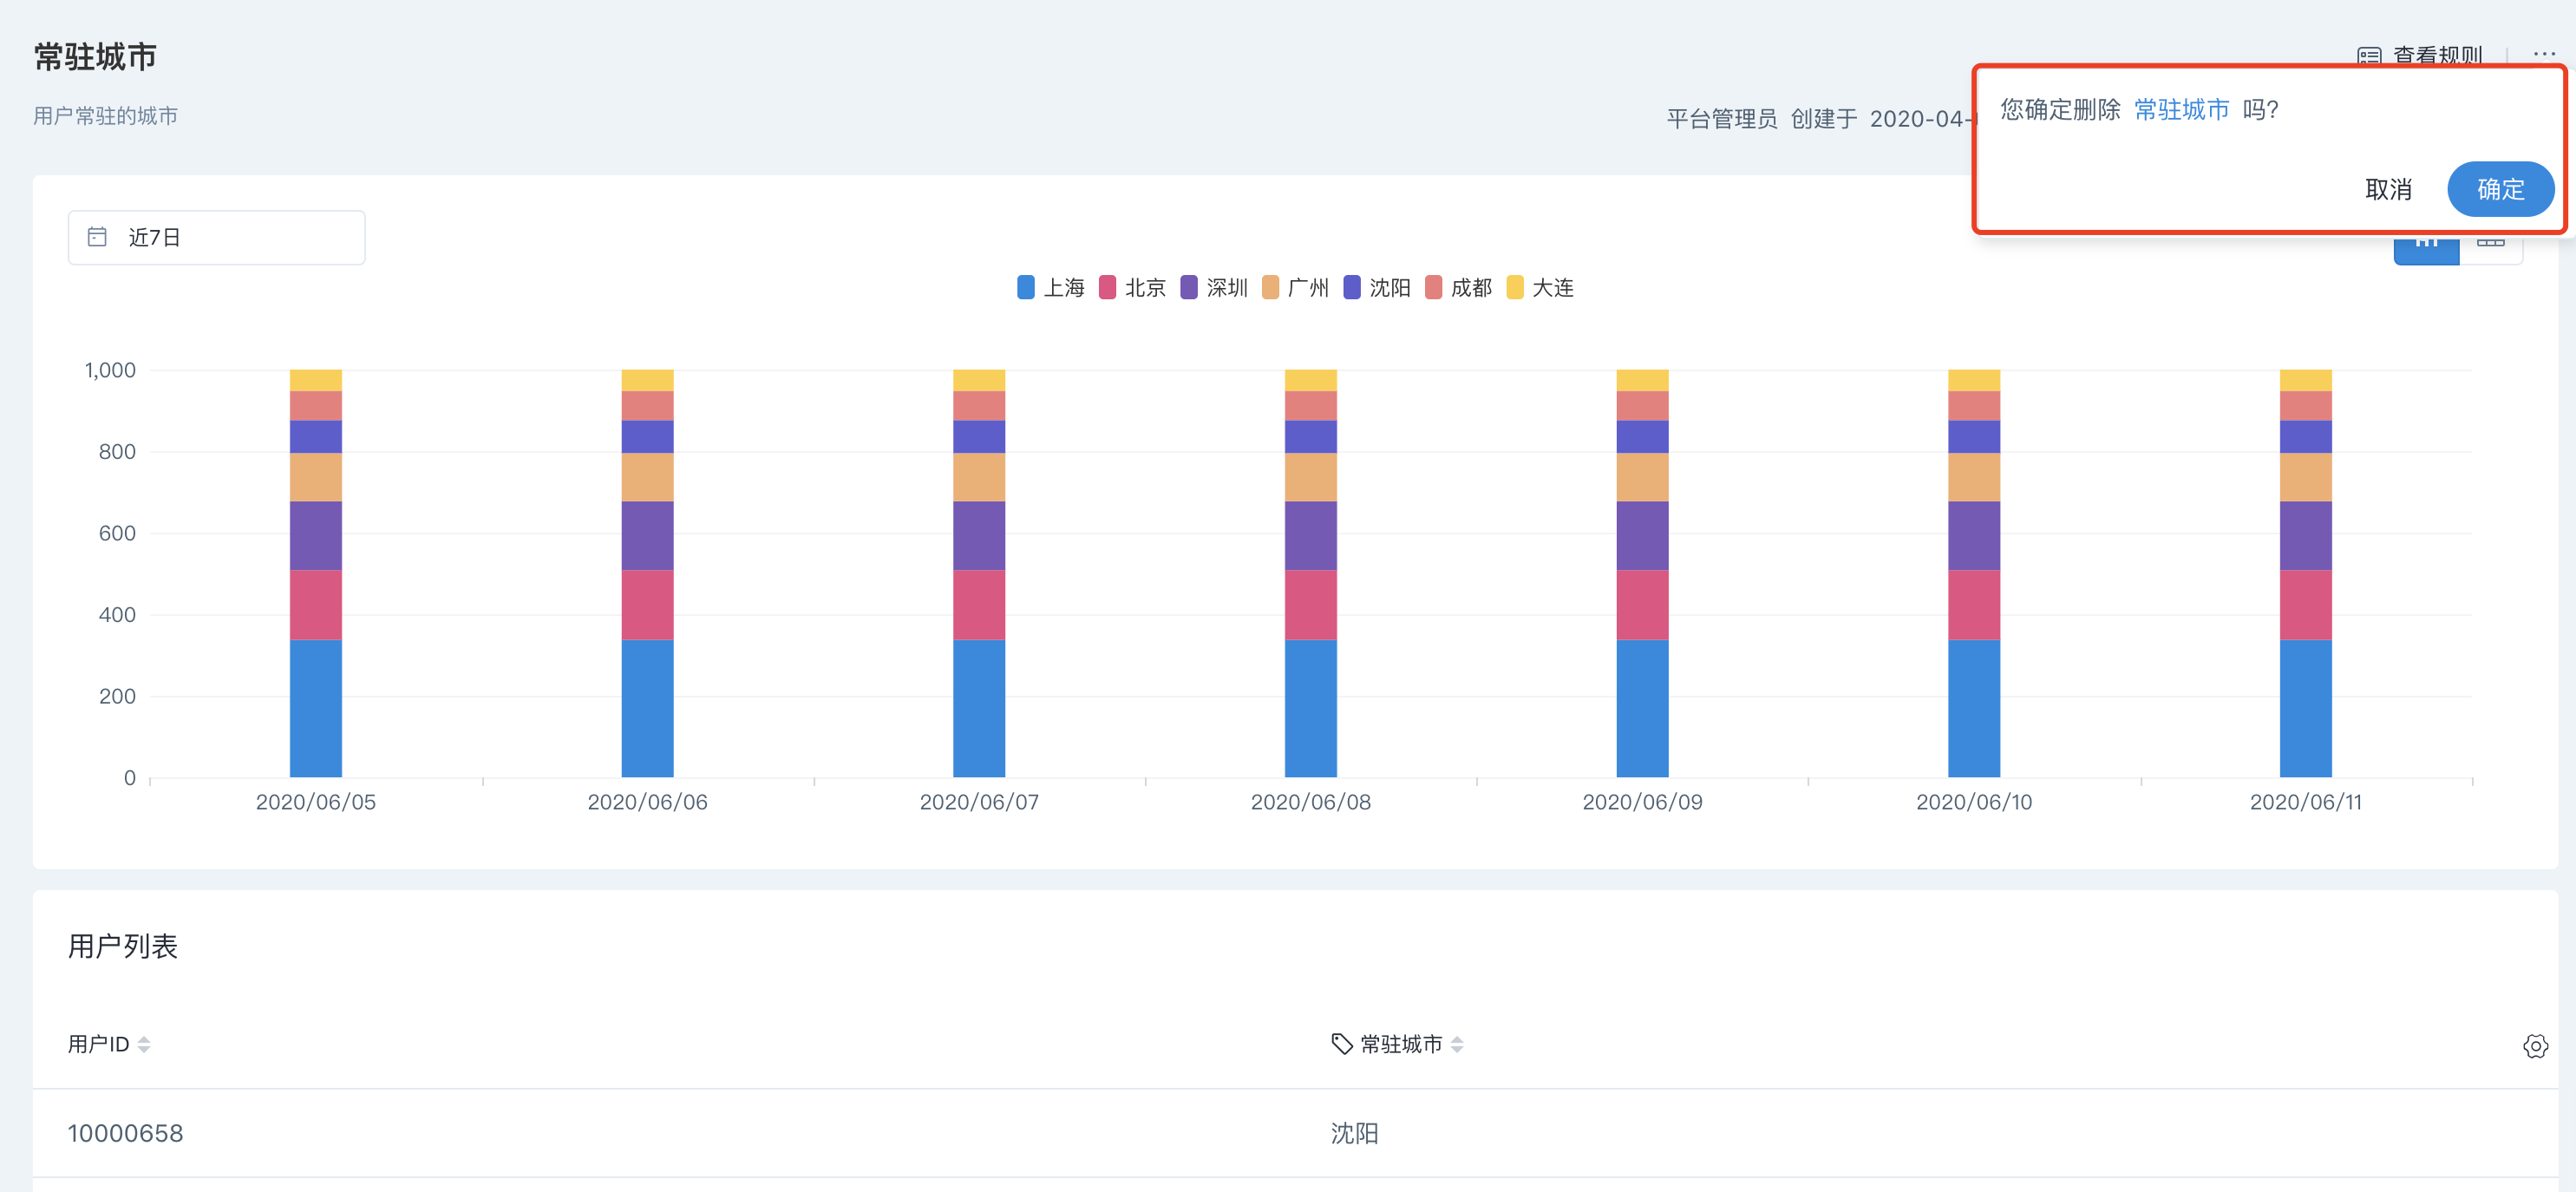 常驻城市
查看规则
用户常驻的城市
平台管理员 创建于 2020-04-
您确定删除 常驻城市 吗?
取消
确定
近7日
上海 北京 深圳 广州 沈阳 成都 大连
1,000
800
600
400
200
0
2020/06/05 2020/06/06 2020/06/07 2020/06/08 2020/06/09 2020/06/10 2020/06/11
用户列表
用户ID 常驻城市
10000658 沈阳